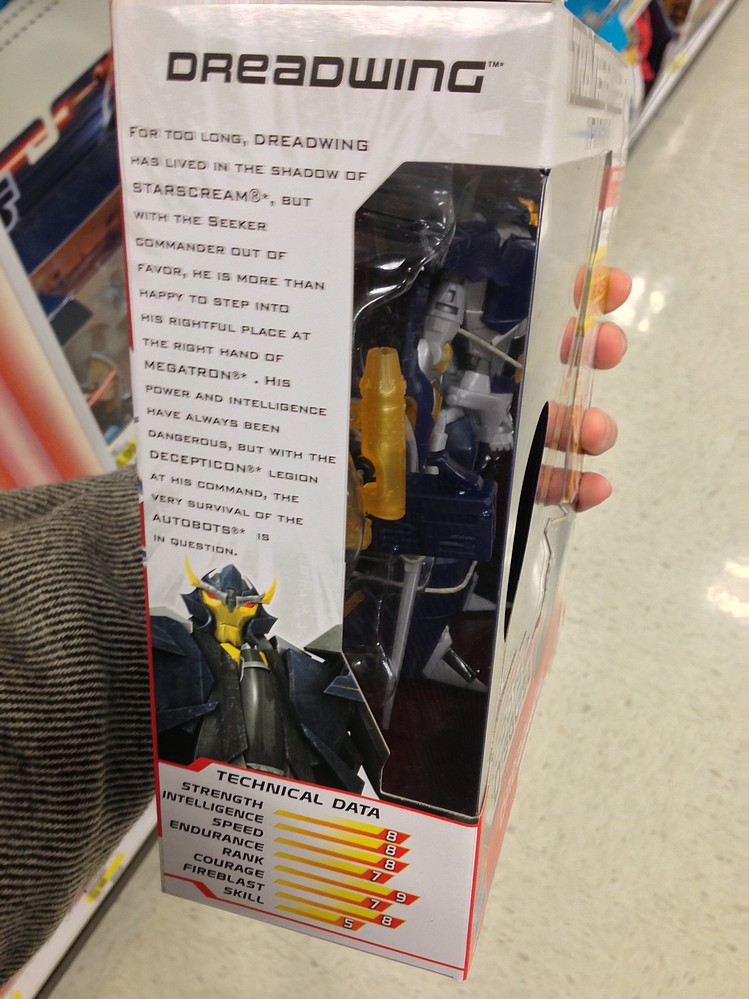 DREADWING™*
FOR TOO LONG, DREADWING
HAS LIVED IN THE SHADOW OF
STARSCREAM®*, BUT
WITH THE SEEKER
COMMANDER OUT OF
FAVOR, HE IS MORE THAN
HAPPY TO STEP INTO
HIS RIGHTFUL PLACE AT
THE RIGHT HAND OF
MEGATRON®* . HIS
POWER AND INTELLIGENCE
HAVE ALWAYS BEEN
DANGEROUS, BUT WITH THE
DECEPTICON®* LEGION
AT HIS COMMAND, THE
VERY SURVIVAL OF THE
AUTOBOTS®* IS
IN QUESTION.
TECHNICAL DATA
STRENGTH 8
INTELLIGENCE 8
SPEED 8
ENDURANCE 7
RANK 9
COURAGE 7
FIREBLAST 8
SKILL 5